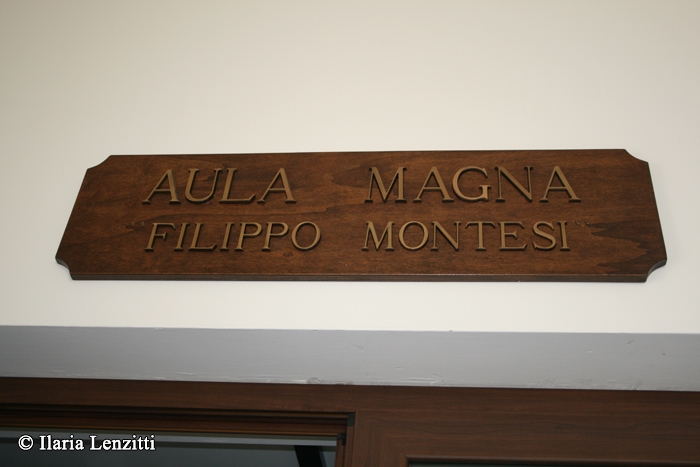 AULA MAGNA
"FILIPPO MONTESI"
© Ilaria Lenzitti